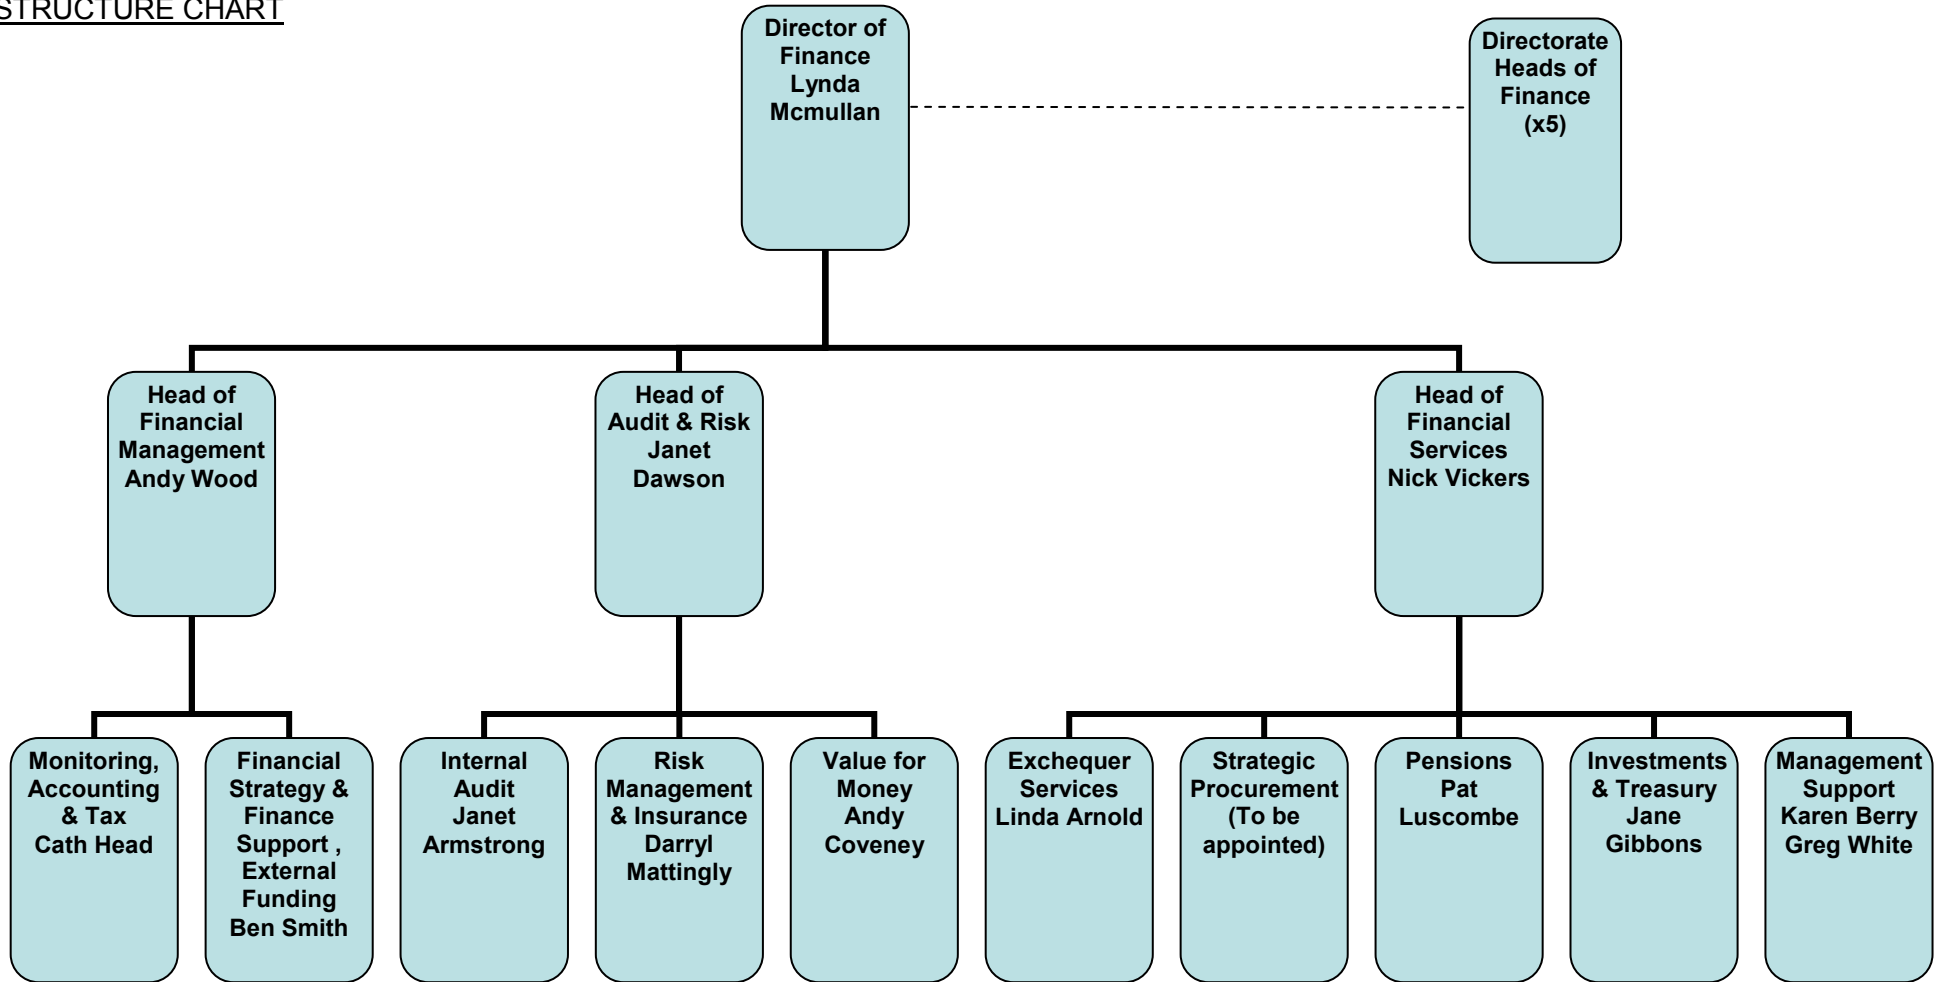 STRUCTURE CHART
Director of
Finance
Lynda
Mcmullan
Directorate
Heads of
Finance
(x5)
Head of
Financial
Management
Andy Wood
Head of
Audit & Risk
Janet
Dawson
Head of
Financial
Services
Nick Vickers
Monitoring,
Accounting
& Tax
Cath Head
Financial
Strategy &
Finance
Support ,
External
Funding
Ben Smith
Internal
Audit
Janet
Armstrong
Risk
Management
& Insurance
Darryl
Mattingly
Value for
Money
Andy
Coveney
Exchequer
Services
Linda Arnold
Strategic
Procurement
(To be
appointed)
Pensions
Pat
Luscombe
Investments
& Treasury
Jane
Gibbons
Management
Support
Karen Berry
Greg White